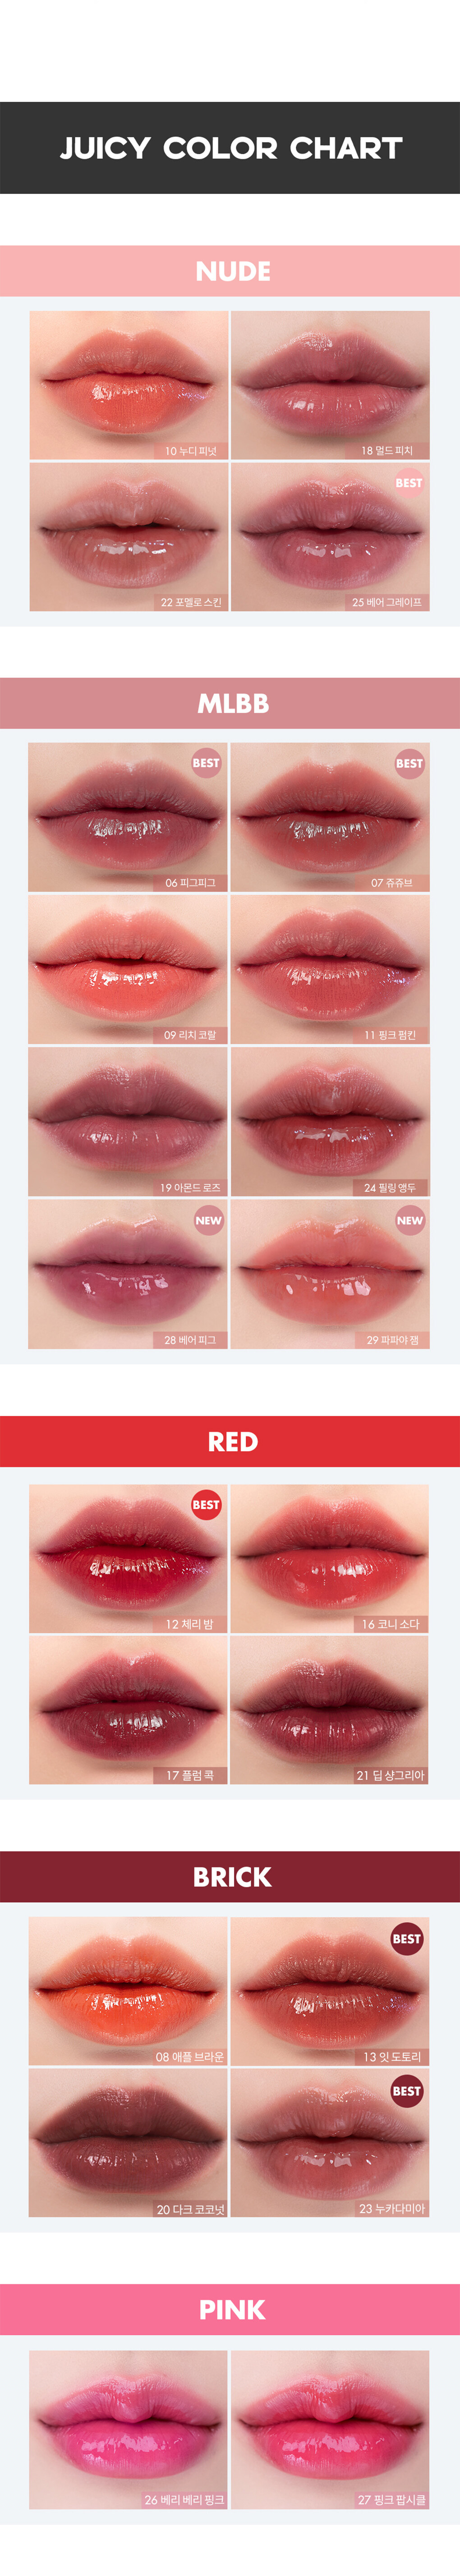 JUICY COLOR CHART
NUDE
10 누디 피넛
18 멀드 피치
BEST
22 포멜로 스킨
25 베어 그레이프
MLBB
BEST
BEST
06 피그피그
07 쥬쥬브
09 리치 코랄
11 핑크 펌킨
19 아몬드 로즈
24 필링 앵두
NEW
NEW
28 베어 피그
29 파파야 잼
RED
BEST
12 체리 밤
16 코니 소다
17 플럼 콕
21 딥 샹그리아
BRICK
BEST
08 애플 브라운
13 잇 도토리
BEST
20 다크 코코넛
23 누카다미아
PINK
26 베리 베리 핑크
27 핑크 팝시클